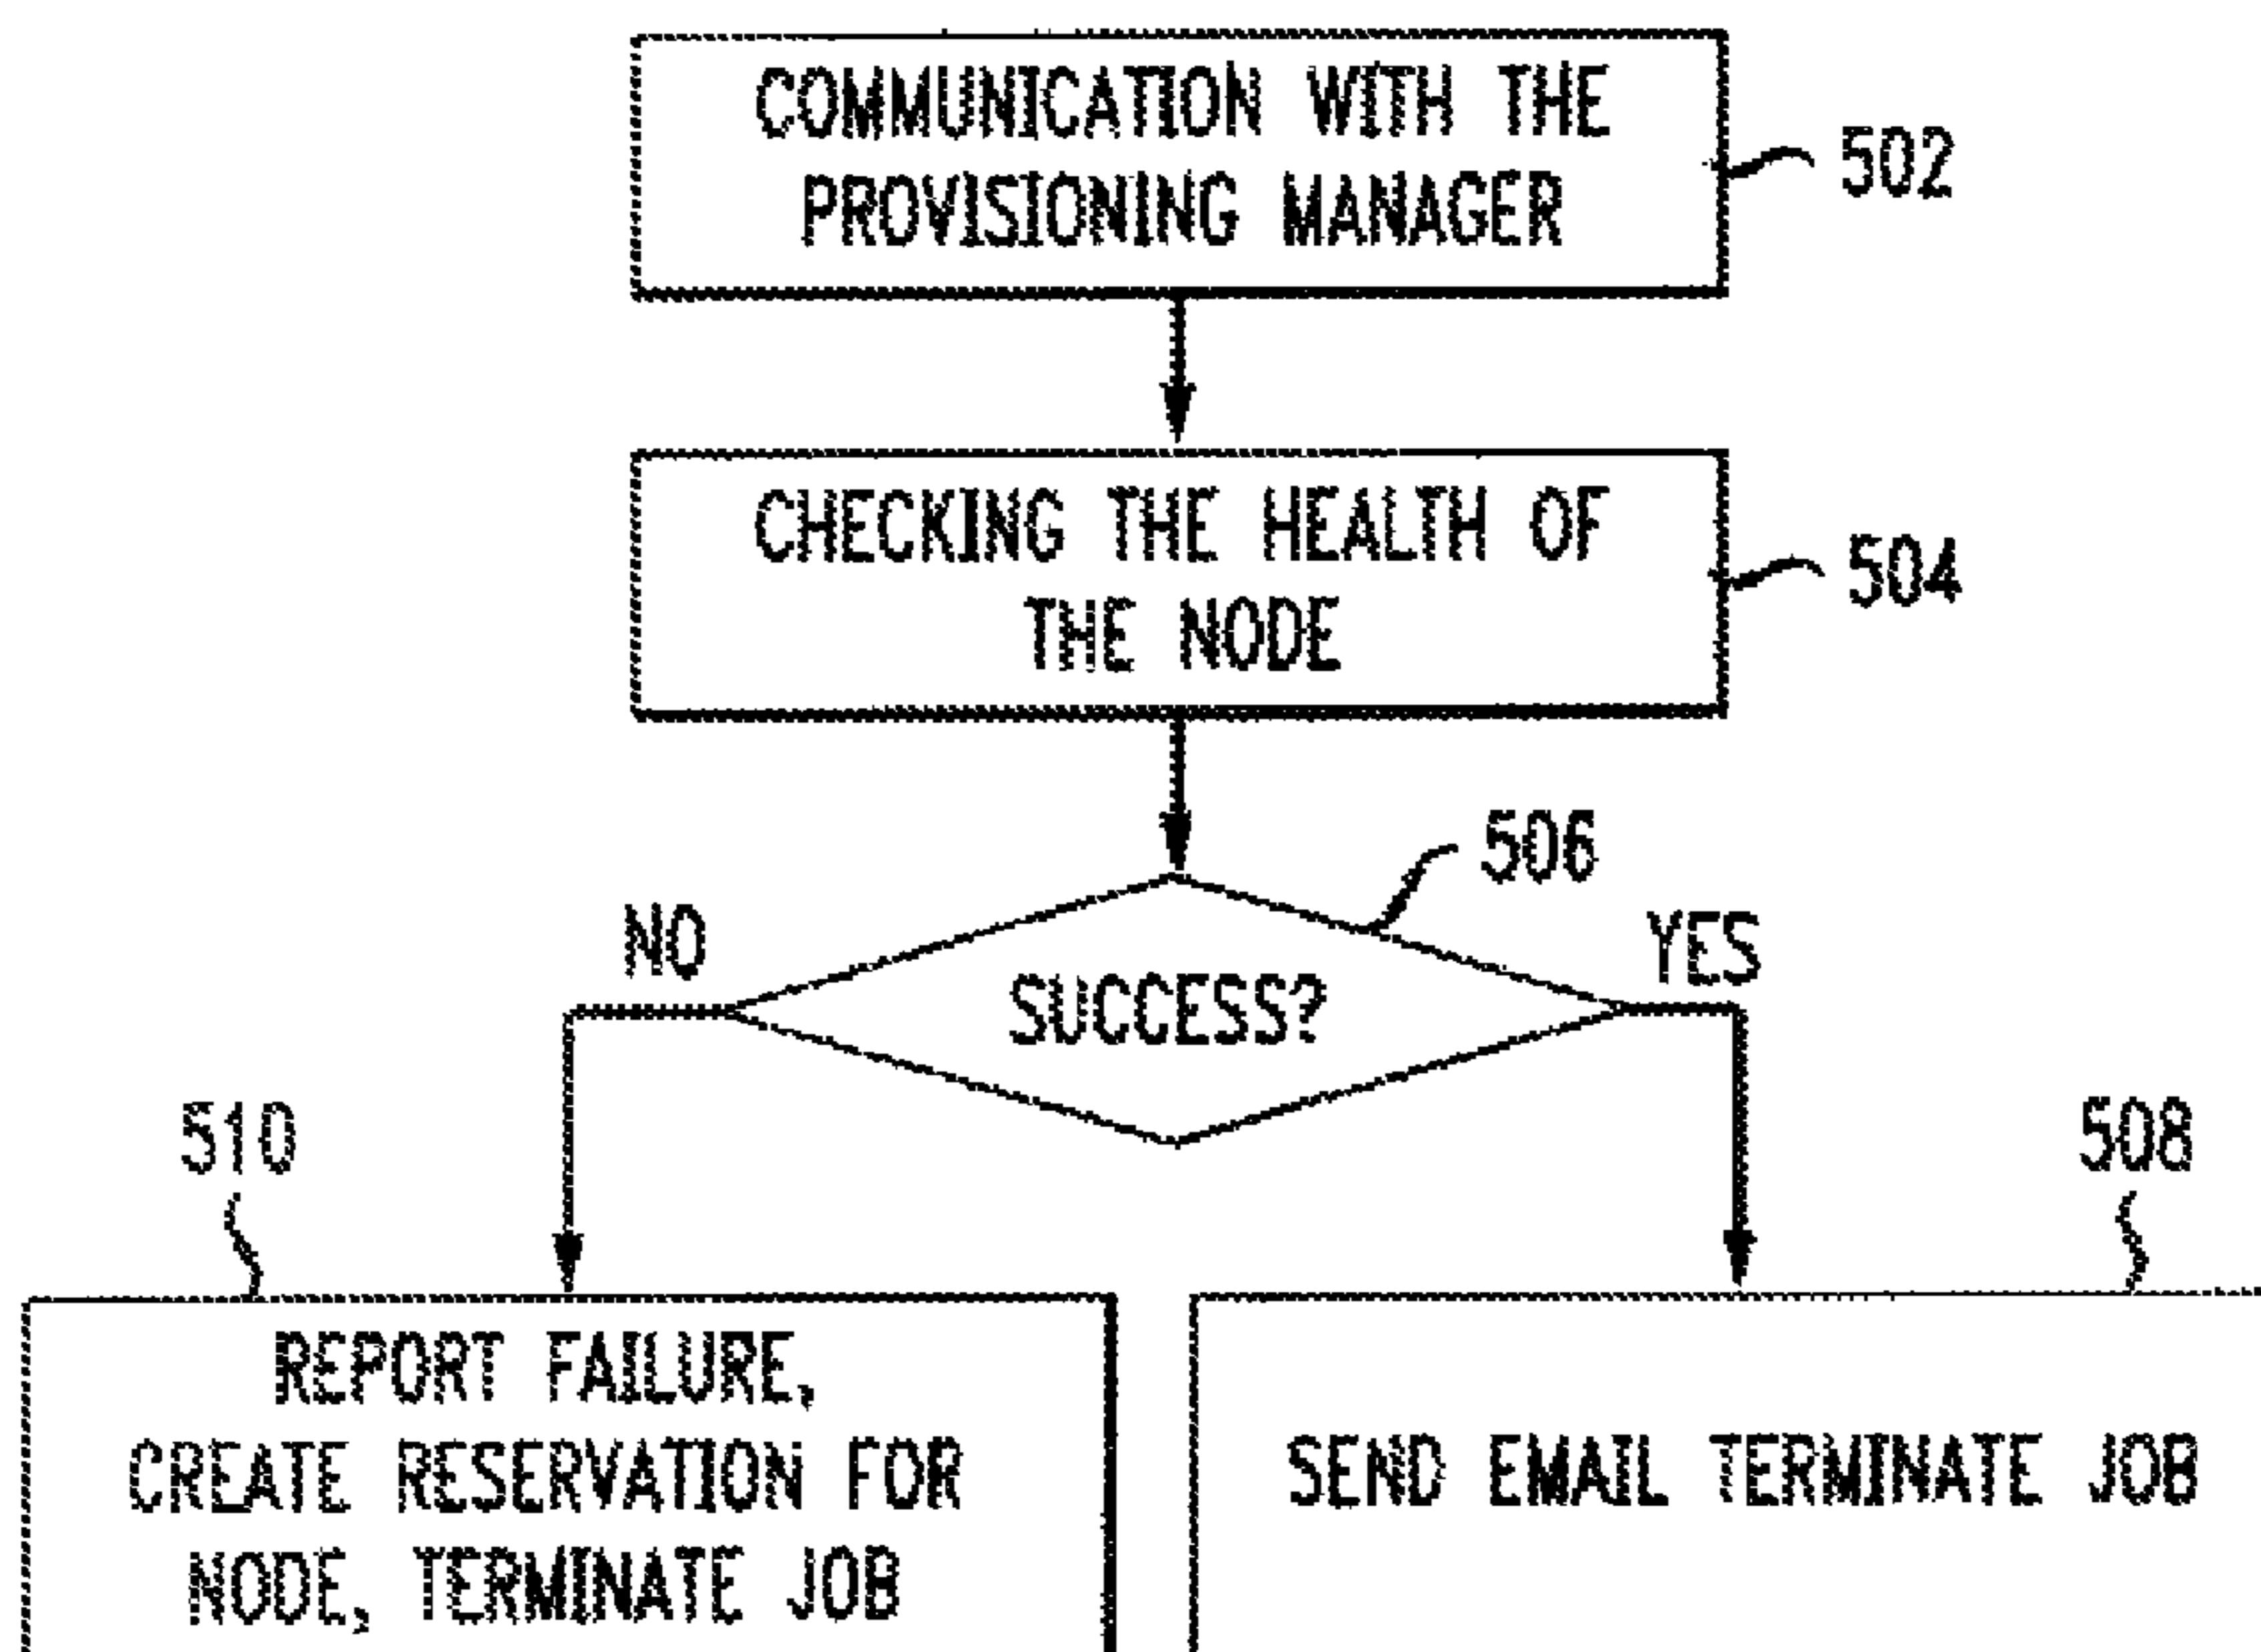 COMMUNICATION WITH THE
PROVISIONING MANAGER
502
CHECKING THE HEALTH OF
THE NODE
504
506
NO
YES
SUCCESS?
510
508
REPORT FAILURE,
CREATE RESERVATION FOR
NODE, TERMINATE JOB
SEND EMAIL TERMINATE JOB